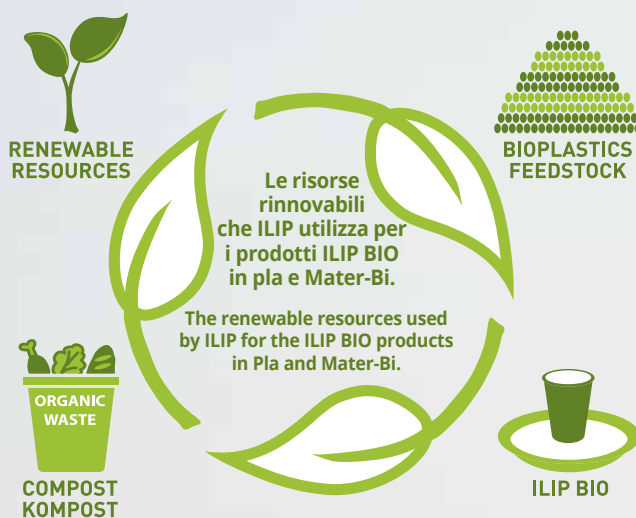 RENEWABLE
RESOURCES
BIOPLASTICS
FEEDSTOCK
Le risorse
rinnovabili
che ILIP utilizza per
i prodotti ILIP BIO
in pla e Mater-Bi.
The renewable resources used
by ILIP for the ILIP BIO products
in Pla and Mater-Bi.
ORGANIC
WASTE
COMPOST
KOMPOST
ILIP BIO